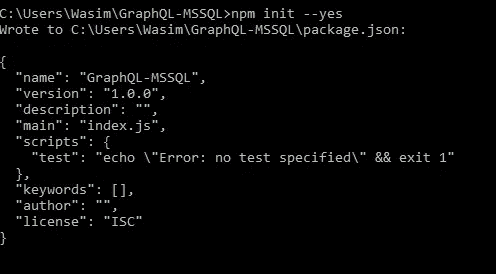 C:\Users\Wasim\GraphQL-MSSQL>npm init --yes
Wrote to C:\Users\Wasim\GraphQL-MSSQL\package.json:

{
  "name": "GraphQL-MSSQL",
  "version": "1.0.0",
  "description": "",
  "main": "index.js",
  "scripts": {
    "test": "echo \"Error: no test specified\" && exit 1"
  },
  "keywords": [],
  "author": "",
  "license": "ISC"
}